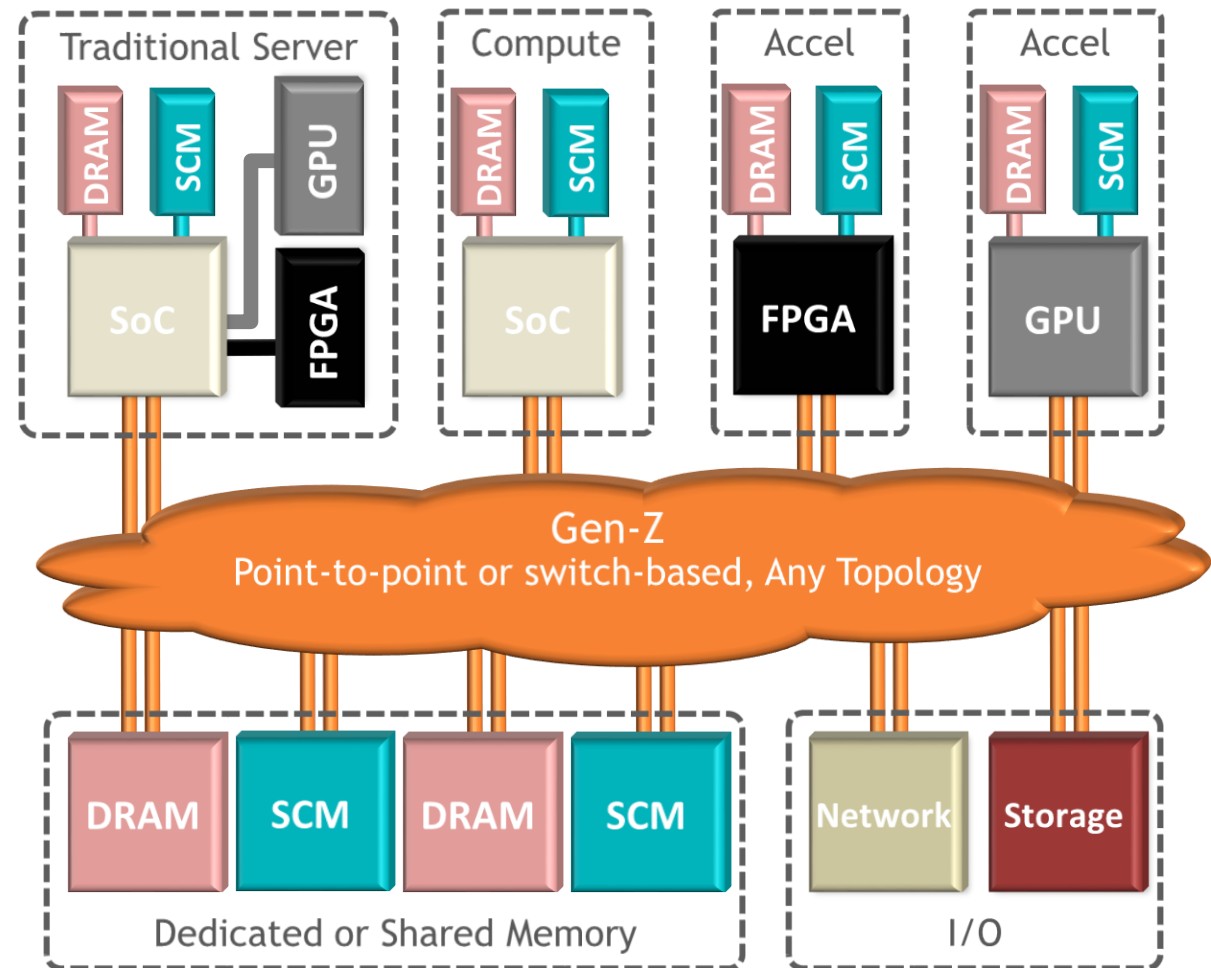 Traditional Server
Compute
Accel
Accel
DRAM
SCM
GPU
DRAM
SCM
DRAM
SCM
DRAM
SCM
SoC
FPGA
SoC
FPGA
GPU
Gen-Z
Point-to-point or switch-based, Any Topology
DRAM
SCM
DRAM
SCM
Network
Storage
Dedicated or Shared Memory
I/O